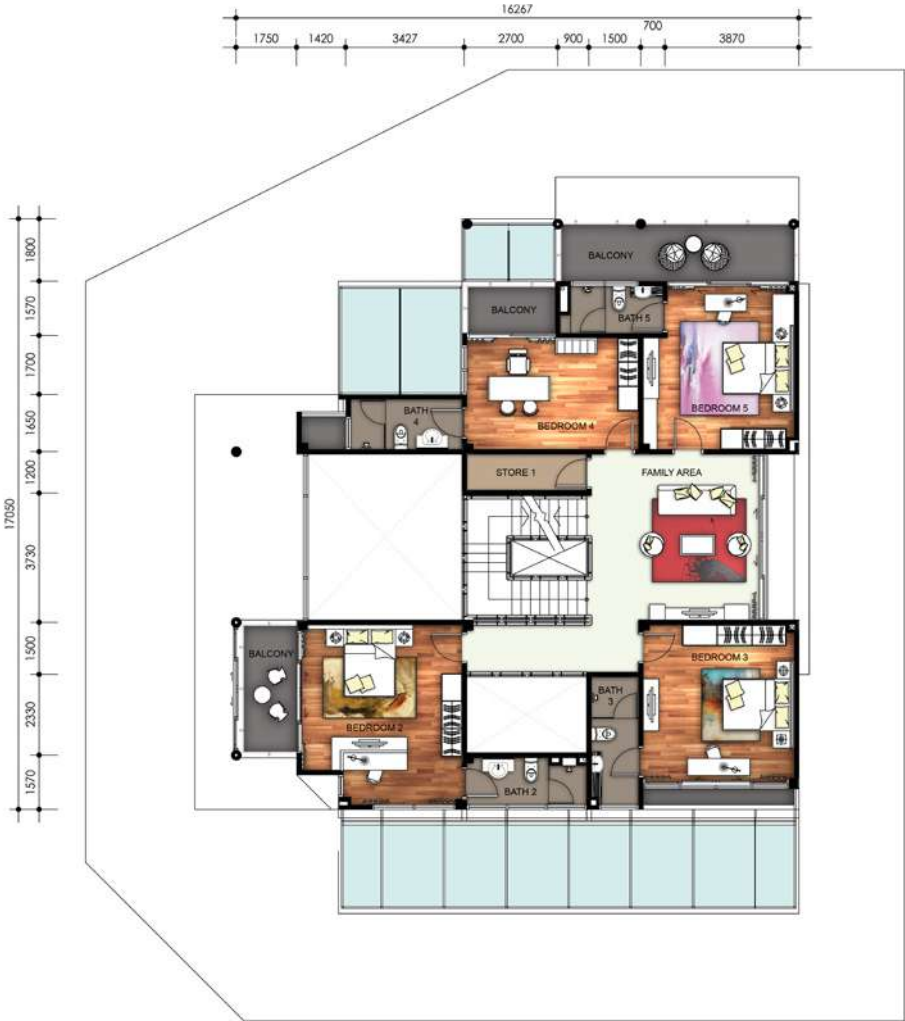 16267
700
1750 1420 3427 2700 900 1500 3870
17050
1800
1570
1700
1650
1200
3730
1500
2330
1570
BALCONY
BALCONY
BATH 5
BEDROOM 5
BATH
4
BEDROOM 4
STORE 1
FAMILY AREA
BALCONY
BEDROOM 2
BEDROOM 3
BATH
3
BATH 2